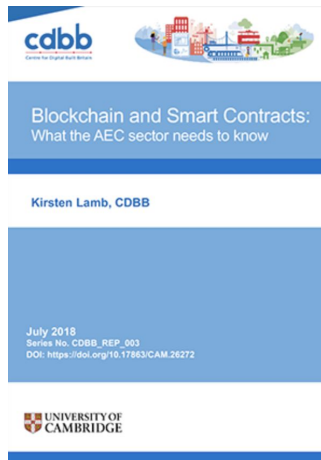 cdbb
Centre for Digital Built Britain
Blockchain and Smart Contracts:
What the AEC sector needs to know
Kirsten Lamb, CDBB
July 2018
Series No. CDBB_REP_003
DOI: https://doi.org/10.17863/CAM.26272
UNIVERSITY OF
CAMBRIDGE